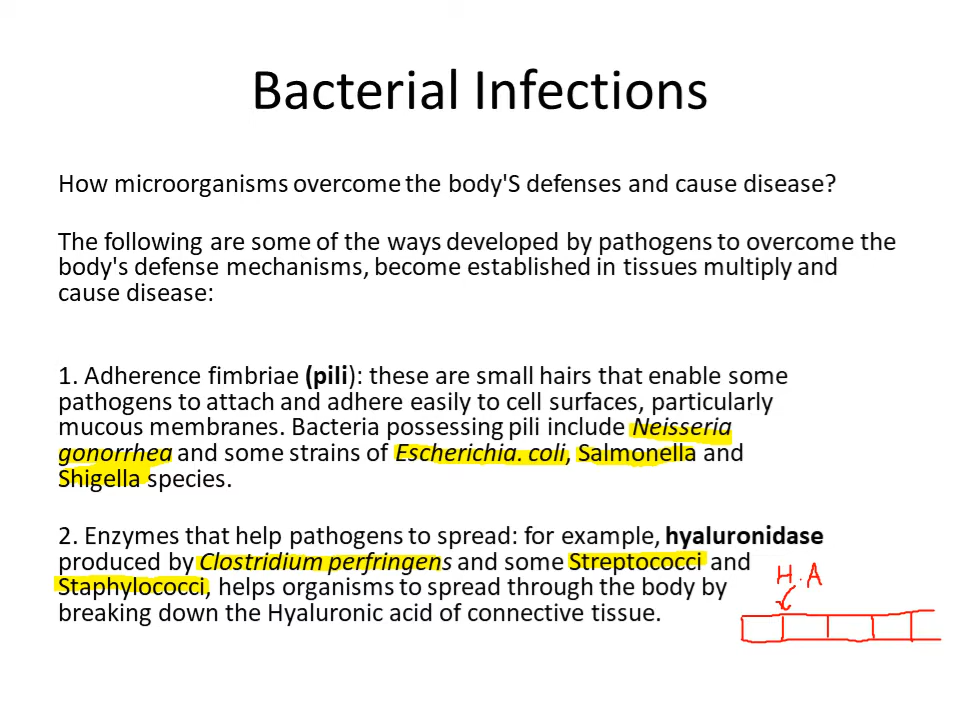 Bacterial Infections
How microorganisms overcome the body'S defenses and cause disease?
The following are some of the ways developed by pathogens to overcome the
body's defense mechanisms, become established in tissues multiply and
cause disease:
1. Adherence fimbriae (pili): these are small hairs that enable some
pathogens to attach and adhere easily to cell surfaces, particularly
mucous membranes. Bacteria possessing pili include Neisseria
gonorrhea and some strains of Escherichia. coli, Salmonella and
Shigella species.
2. Enzymes that help pathogens to spread: for example, hyaluronidase
produced by Clostridium perfringens and some Streptococci and
Staphylococci, helps organisms to spread through the body by
breaking down the Hyaluronic acid of connective tissue.
H.A